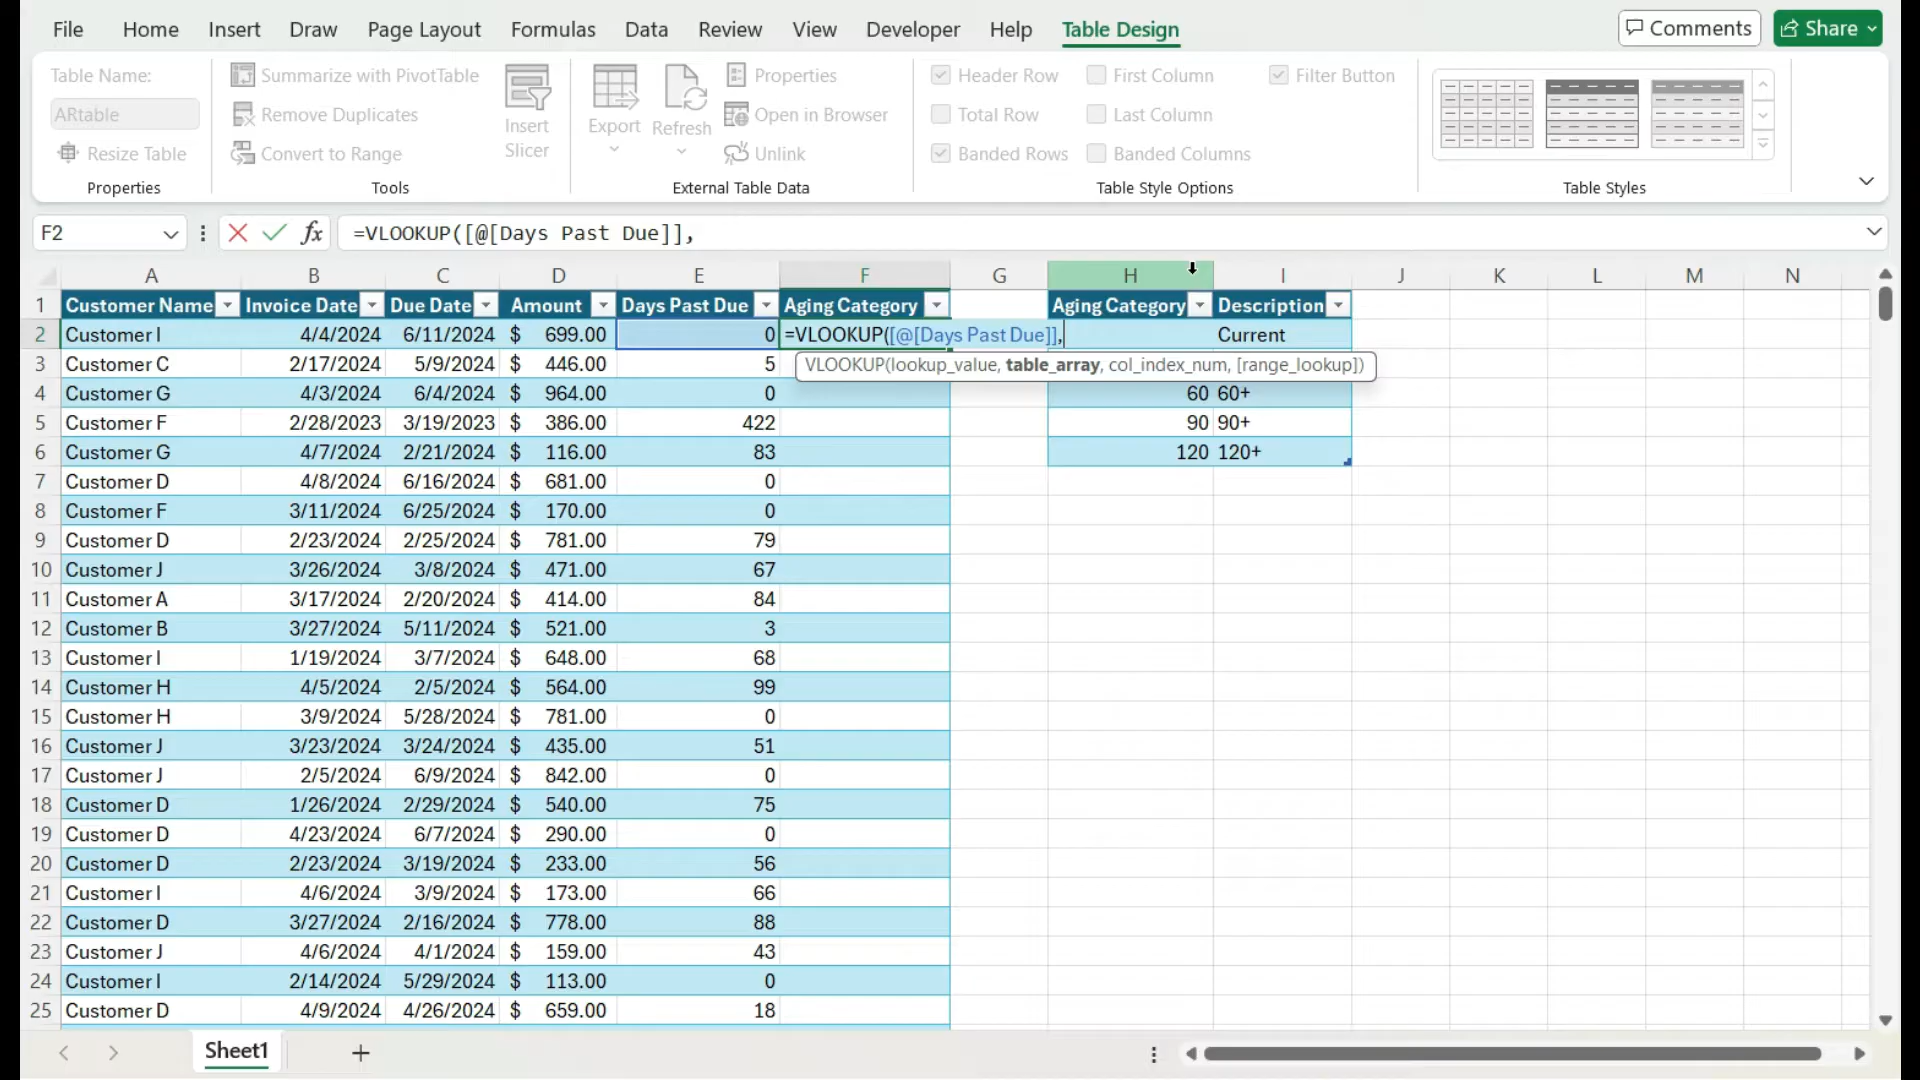 File Home Insert Draw Page Layout Formulas Data Review View Developer Help Table Design Comments Share
Table Name:
ARtable
Resize Table
Properties
Summarize with PivotTable
Remove Duplicates
Convert to Range
Tools
Insert
Slicer
Export
Refresh
Properties
Open in Browser
Unlink
External Table Data
Header Row First Column Filter Button
Total Row Last Column
Banded Rows Banded Columns
Table Style Options
Table Styles
F2 fx =VLOOKUP([@[Days Past Due]],
A B C D E F G H I J K L M N
1 Customer Name Invoice Date Due Date Amount Days Past Due Aging Category Aging Category Description
2 Customer I 4/4/2024 6/11/2024 $ 699.00 0 =VLOOKUP([@[Days Past Due]], Current
3 Customer C 2/17/2024 5/9/2024 $ 446.00 5 VLOOKUP(lookup_value, table_array, col_index_num, [range_lookup])
4 Customer G 4/3/2024 6/4/2024 $ 964.00 0 60 60+
5 Customer F 2/28/2023 3/19/2023 $ 386.00 422 90 90+
6 Customer G 4/7/2024 2/21/2024 $ 116.00 83 120 120+
7 Customer D 4/8/2024 6/16/2024 $ 681.00 0
8 Customer F 3/11/2024 6/25/2024 $ 170.00 0
9 Customer D 2/23/2024 2/25/2024 $ 781.00 79
10 Customer J 3/26/2024 3/8/2024 $ 471.00 67
11 Customer A 3/17/2024 2/20/2024 $ 414.00 84
12 Customer B 3/27/2024 5/11/2024 $ 521.00 3
13 Customer I 1/19/2024 3/7/2024 $ 648.00 68
14 Customer H 4/5/2024 2/5/2024 $ 564.00 99
15 Customer H 3/9/2024 5/28/2024 $ 781.00 0
16 Customer J 3/23/2024 3/24/2024 $ 435.00 51
17 Customer J 2/5/2024 6/9/2024 $ 842.00 0
18 Customer D 1/26/2024 2/29/2024 $ 540.00 75
19 Customer D 4/23/2024 6/7/2024 $ 290.00 0
20 Customer D 2/23/2024 3/19/2024 $ 233.00 56
21 Customer I 4/6/2024 3/9/2024 $ 173.00 66
22 Customer D 3/27/2024 2/16/2024 $ 778.00 88
23 Customer J 4/6/2024 4/1/2024 $ 159.00 43
24 Customer I 2/14/2024 5/29/2024 $ 113.00 0
25 Customer D 4/9/2024 4/26/2024 $ 659.00 18
Sheet1